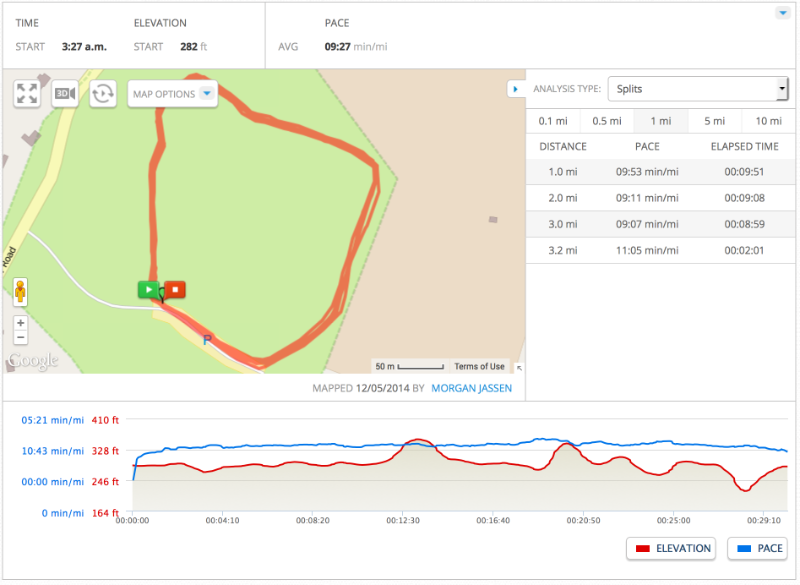 TIME ELEVATION PACE
START 3:27 a.m. START 282 ft AVG 09:27 min/mi
3D MAP OPTIONS
ANALYSIS TYPE: Splits
0.1 mi 0.5 mi 1 mi 5 mi 10 mi
DISTANCE PACE ELAPSED TIME
1.0 mi 09:53 min/mi 00:09:51
2.0 mi 09:11 min/mi 00:09:08
3.0 mi 09:07 min/mi 00:08:59
3.2 mi 11:05 min/mi 00:02:01
Road
P
+
−
Google
50 m Terms of Use
MAPPED 12/05/2014 BY MORGAN JASSEN
05:21 min/mi 410 ft
10:43 min/mi 328 ft
00:00 min/mi 246 ft
0 min/mi 164 ft
00:00:00 00:04:10 00:08:20 00:12:30 00:16:40 00:20:50 00:25:00 00:29:10
ELEVATION PACE